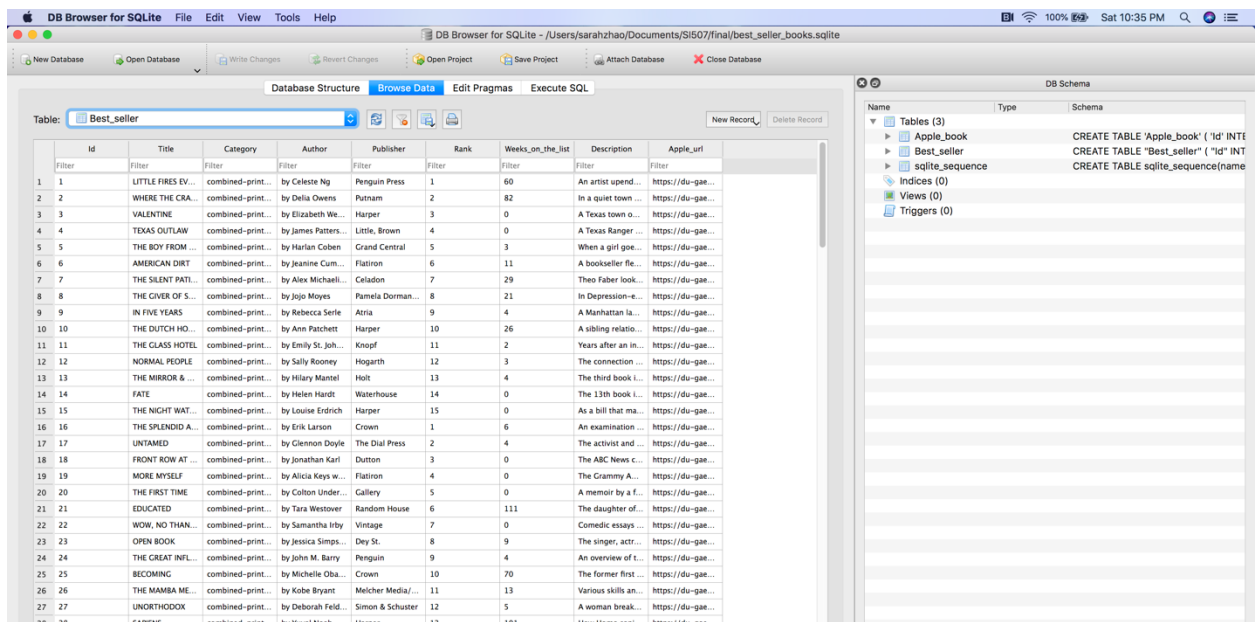 DB Browser for SQLite File Edit View Tools Help 100% Sat 10:35 PM
DB Browser for SQLite - /Users/sarahzhao/Documents/SI507/final/best_seller_books.sqlite
New Database Open Database Write Changes Revert Changes Open Project Save Project Attach Database Close Database
Database Structure Browse Data Edit Pragmas Execute SQL
Table: Best_seller New Record Delete Record
Id Title Category Author Publisher Rank Weeks_on_the_list Description Apple_url
Filter Filter Filter Filter Filter Filter Filter Filter Filter
1 1 LITTLE FIRES EV... combined-print... by Celeste Ng Penguin Press 1 60 An artist upend... https://du-gae...
2 2 WHERE THE CRA... combined-print... by Delia Owens Putnam 2 82 In a quiet town ... https://du-gae...
3 3 VALENTINE combined-print... by Elizabeth We... Harper 3 0 A Texas town o... https://du-gae...
4 4 TEXAS OUTLAW combined-print... by James Patters... Little, Brown 4 0 A Texas Ranger ... https://du-gae...
5 5 THE BOY FROM ... combined-print... by Harlan Coben Grand Central 5 3 When a girl goe... https://du-gae...
6 6 AMERICAN DIRT combined-print... by Jeanine Cum... Flatiron 6 11 A bookseller fle... https://du-gae...
7 7 THE SILENT PATI... combined-print... by Alex Michaeli... Celadon 7 29 Theo Faber look... https://du-gae...
8 8 THE GIVER OF S... combined-print... by Jojo Moyes Pamela Dorman... 8 21 In Depression-e... https://du-gae...
9 9 IN FIVE YEARS combined-print... by Rebecca Serle Atria 9 4 A Manhattan la... https://du-gae...
10 10 THE DUTCH HO... combined-print... by Ann Patchett Harper 10 26 A sibling relatio... https://du-gae...
11 11 THE GLASS HOTEL combined-print... by Emily St. Joh... Knopf 11 2 Years after an in... https://du-gae...
12 12 NORMAL PEOPLE combined-print... by Sally Rooney Hogarth 12 3 The connection ... https://du-gae...
13 13 THE MIRROR & ... combined-print... by Hilary Mantel Holt 13 4 The third book i... https://du-gae...
14 14 FATE combined-print... by Helen Hardt Waterhouse 14 0 The 13th book i... https://du-gae...
15 15 THE NIGHT WAT... combined-print... by Louise Erdrich Harper 15 0 As a bill that ma... https://du-gae...
16 16 THE SPLENDID A... combined-print... by Erik Larson Crown 1 6 An examination ... https://du-gae...
17 17 UNTAMED combined-print... by Glennon Doyle The Dial Press 2 4 The activist and ... https://du-gae...
18 18 FRONT ROW AT ... combined-print... by Jonathan Karl Dutton 3 0 The ABC News c... https://du-gae...
19 19 MORE MYSELF combined-print... by Alicia Keys w... Flatiron 4 0 The Grammy A... https://du-gae...
20 20 THE FIRST TIME combined-print... by Colton Under... Gallery 5 0 A memoir by a f... https://du-gae...
21 21 EDUCATED combined-print... by Tara Westover Random House 6 111 The daughter of... https://du-gae...
22 22 WOW, NO THAN... combined-print... by Samantha Irby Vintage 7 0 Comedic essays ... https://du-gae...
23 23 OPEN BOOK combined-print... by Jessica Simps... Dey St. 8 9 The singer, actr... https://du-gae...
24 24 THE GREAT INFL... combined-print... by John M. Barry Penguin 9 4 An overview of t... https://du-gae...
25 25 BECOMING combined-print... by Michelle Oba... Crown 10 70 The former first ... https://du-gae...
26 26 THE MAMBA ME... combined-print... by Kobe Bryant Melcher Media/... 11 13 Various skills an... https://du-gae...
27 27 UNORTHODOX combined-print... by Deborah Feld... Simon & Schuster 12 5 A woman break... https://du-gae...
DB Schema
Name Type Schema
Tables (3)
Apple_book CREATE TABLE 'Apple_book' ( 'Id' INTE
Best_seller CREATE TABLE "Best_seller" ( "Id" INT
sqlite_sequence CREATE TABLE sqlite_sequence(name
Indices (0)
Views (0)
Triggers (0)